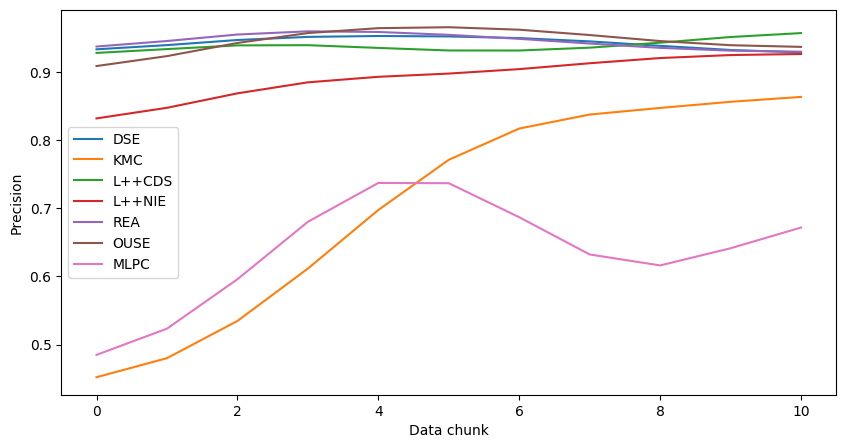 0.9
0.8
0.7
0.6
0.5
Precision
DSE
KMC
L++CDS
L++NIE
REA
OUSE
MLPC
0 2 4 6 8 10
Data chunk